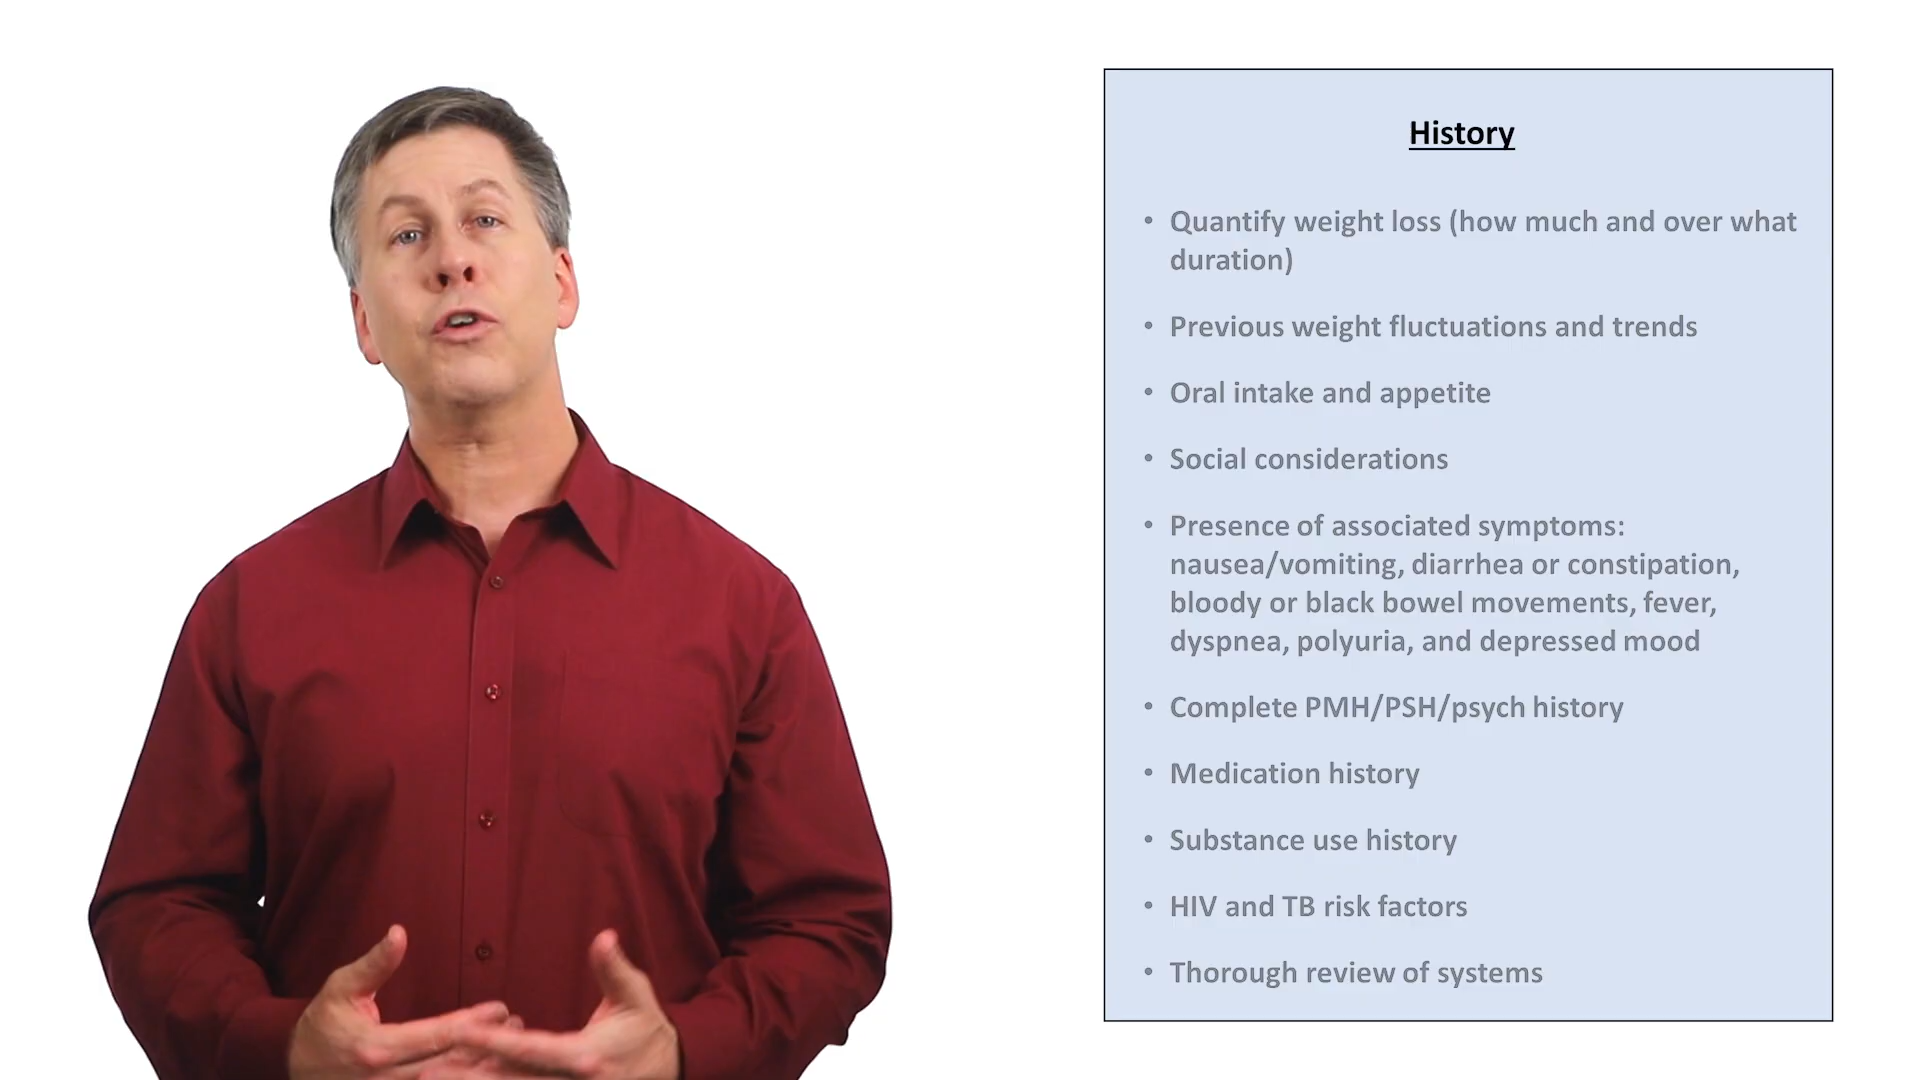 History
• Quantify weight loss (how much and over what
duration)
• Previous weight fluctuations and trends
• Oral intake and appetite
• Social considerations
• Presence of associated symptoms:
nausea/vomiting, diarrhea or constipation,
bloody or black bowel movements, fever,
dyspnea, polyuria, and depressed mood
• Complete PMH/PSH/psych history
• Medication history
• Substance use history
• HIV and TB risk factors
• Thorough review of systems